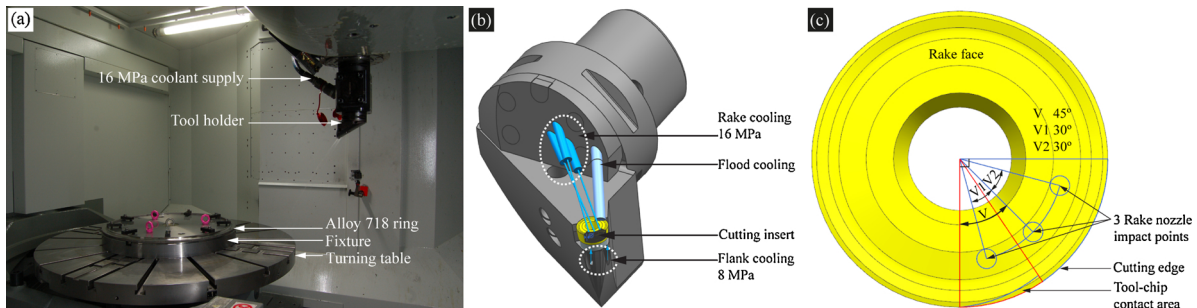 (a)
16 MPa coolant supply
Tool holder
Alloy 718 ring
Fixture
Turning table
(b)
Rake cooling
16 MPa
Flood cooling
Cutting insert
Flank cooling
8 MPa
(c)
Rake face
V 45º
V1 30º
V2 30º
V1
V2
V
3 Rake nozzle
impact points
Cutting edge
Tool-chip
contact area